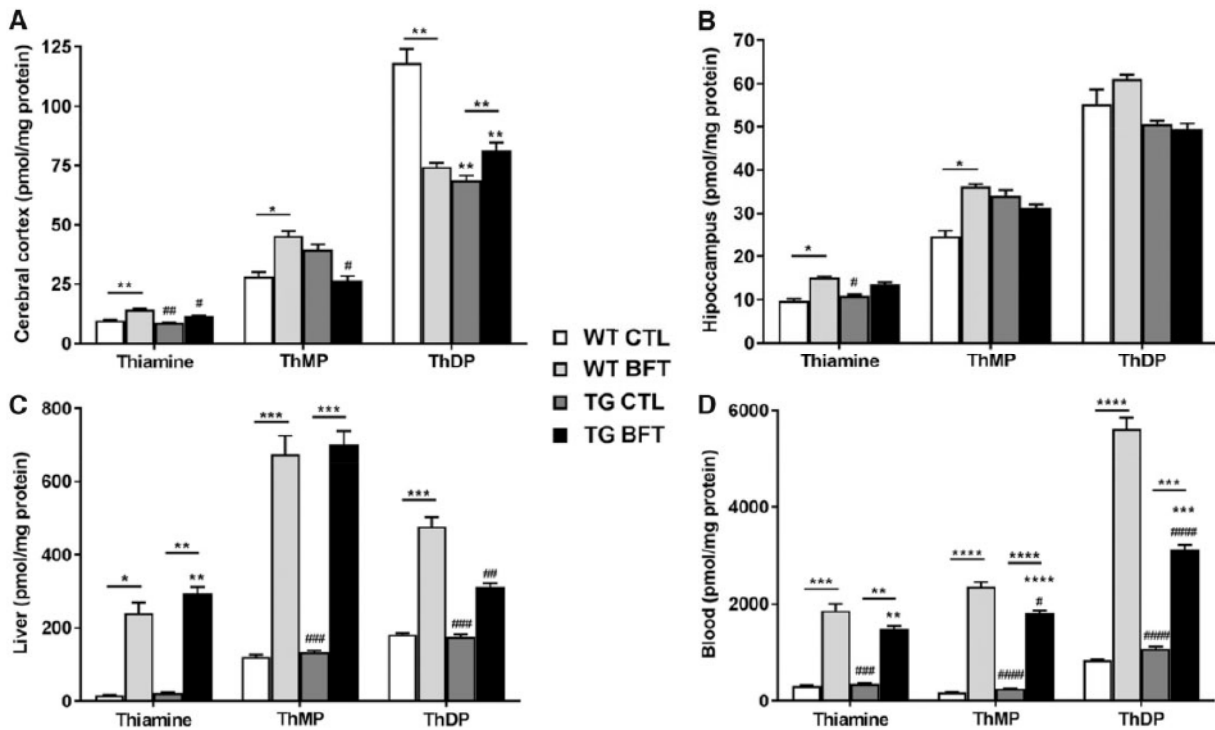 A
Cerebral cortex (pmol/mg protein)
125
100
75
50
25
0
**
*
**
**
**
**
##
#
#
Thiamine
ThMP
ThDP
B
Hipoccampus (pmol/mg protein)
70
60
50
40
30
20
10
0
*
*
#
Thiamine
ThMP
ThDP
WT CTL
WT BFT
TG CTL
TG BFT
C
Liver (pmol/mg protein)
800
600
400
200
0
*** ***
***
**
* **
##
### ###
Thiamine
ThMP
ThDP
D
Blood (pmol/mg protein)
6000
4000
2000
0
****
***
***
####
**** ****
****
#
*** **
**
###
####
####
Thiamine
ThMP
ThDP